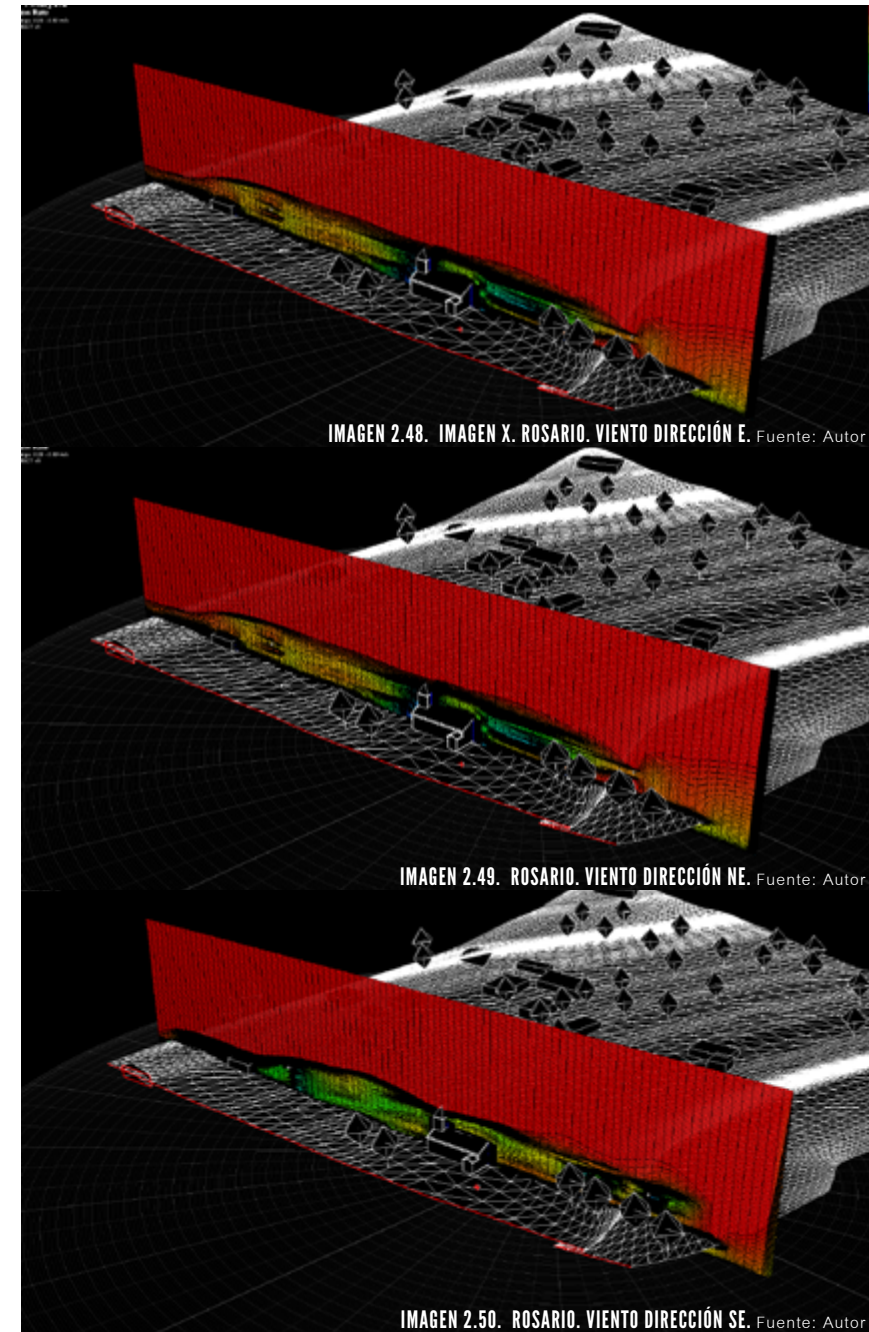 IMAGEN 2.48. IMAGEN X. ROSARIO. VIENTO DIRECCIÓN E. Fuente: Autor
IMAGEN 2.49. ROSARIO. VIENTO DIRECCIÓN NE. Fuente: Autor
IMAGEN 2.50. ROSARIO. VIENTO DIRECCIÓN SE. Fuente: Autor